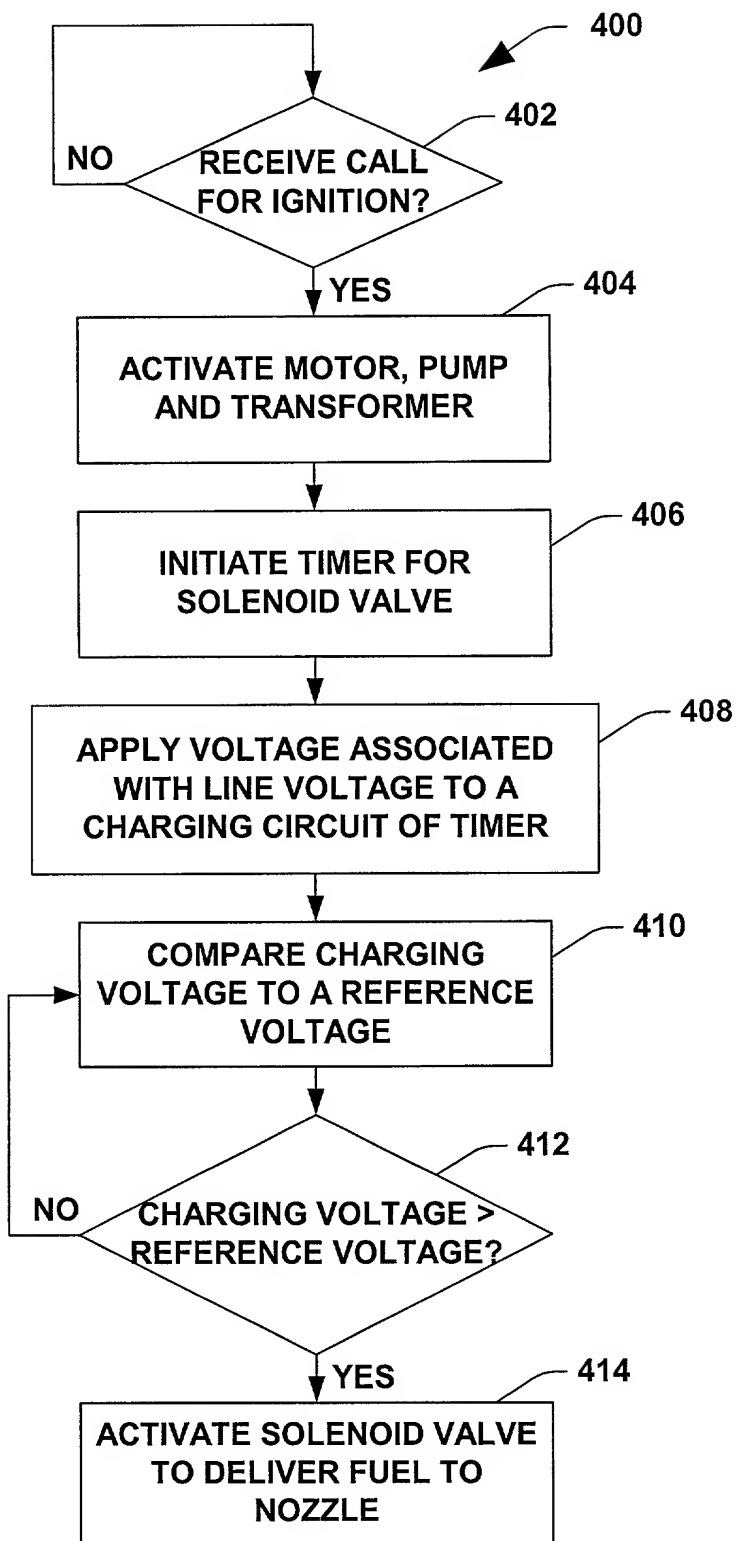 400
402
NO
RECEIVE CALL
FOR IGNITION?
YES
404
ACTIVATE MOTOR, PUMP
AND TRANSFORMER
406
INITIATE TIMER FOR
SOLENOID VALVE
408
APPLY VOLTAGE ASSOCIATED
WITH LINE VOLTAGE TO A
CHARGING CIRCUIT OF TIMER
410
COMPARE CHARGING
VOLTAGE TO A REFERENCE
VOLTAGE
412
NO
CHARGING VOLTAGE >
REFERENCE VOLTAGE?
YES
414
ACTIVATE SOLENOID VALVE
TO DELIVER FUEL TO
NOZZLE